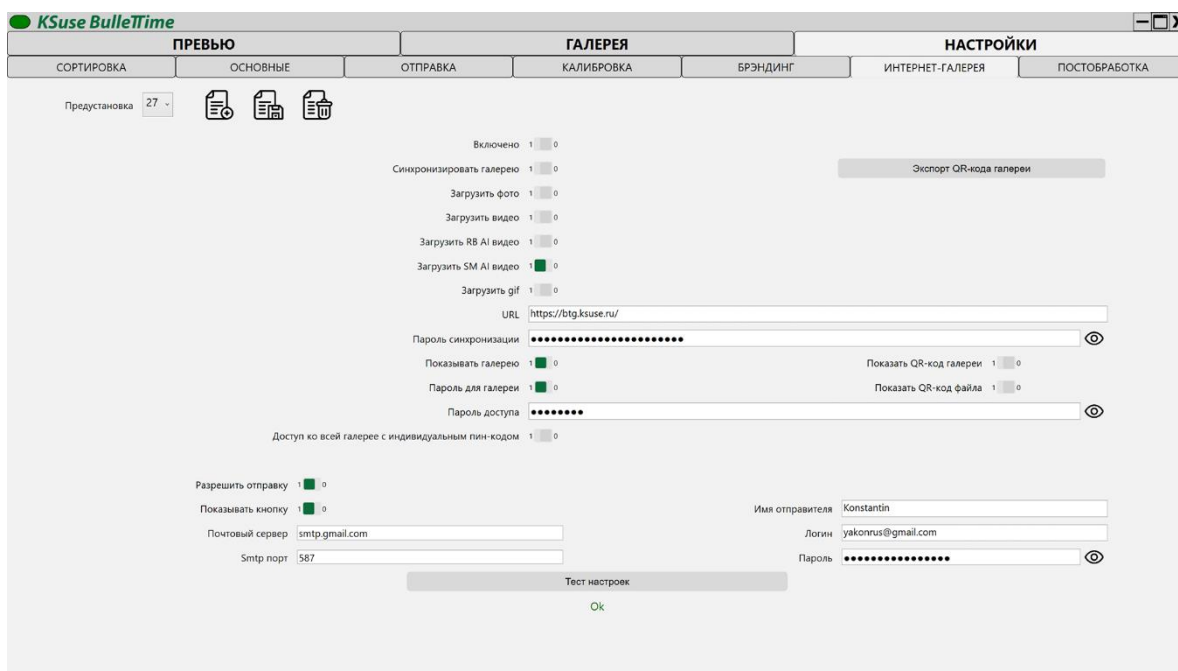 KSuse BulleTime
ПРЕВЬЮ ГАЛЕРЕЯ НАСТРОЙКИ
СОРТИРОВКА ОСНОВНЫЕ ОТПРАВКА КАЛИБРОВКА БРЭНДИНГ ИНТЕРНЕТ-ГАЛЕРЕЯ ПОСТОБРАБОТКА
Предустановка 27
Включено 1 0
Синхронизировать галерею 1 0 Экспорт QR-кода галереи
Загрузить фото 1 0
Загрузить видео 1 0
Загрузить RB AI видео 1 0
Загрузить SM AI видео 1 0
Загрузить gif 1 0
URL https://btg.ksuse.ru/
Пароль синхронизации ●●●●●●●●●●●●●●●●●●●●●●●
Показывать галерею 1 0 Показать QR-код галереи 1 0
Пароль для галереи 1 0 Показать QR-код файла 1 0
Пароль доступа ●●●●●●●●
Доступ ко всей галерее с индивидуальным пин-кодом 1 0
Разрешить отправку 1 0
Показывать кнопку 1 0 Имя отправителя Konstantin
Почтовый сервер smtp.gmail.com Логин yakonrus@gmail.com
Smtp порт 587 Пароль ●●●●●●●●●●●●●●●●
Тест настроек
Ok